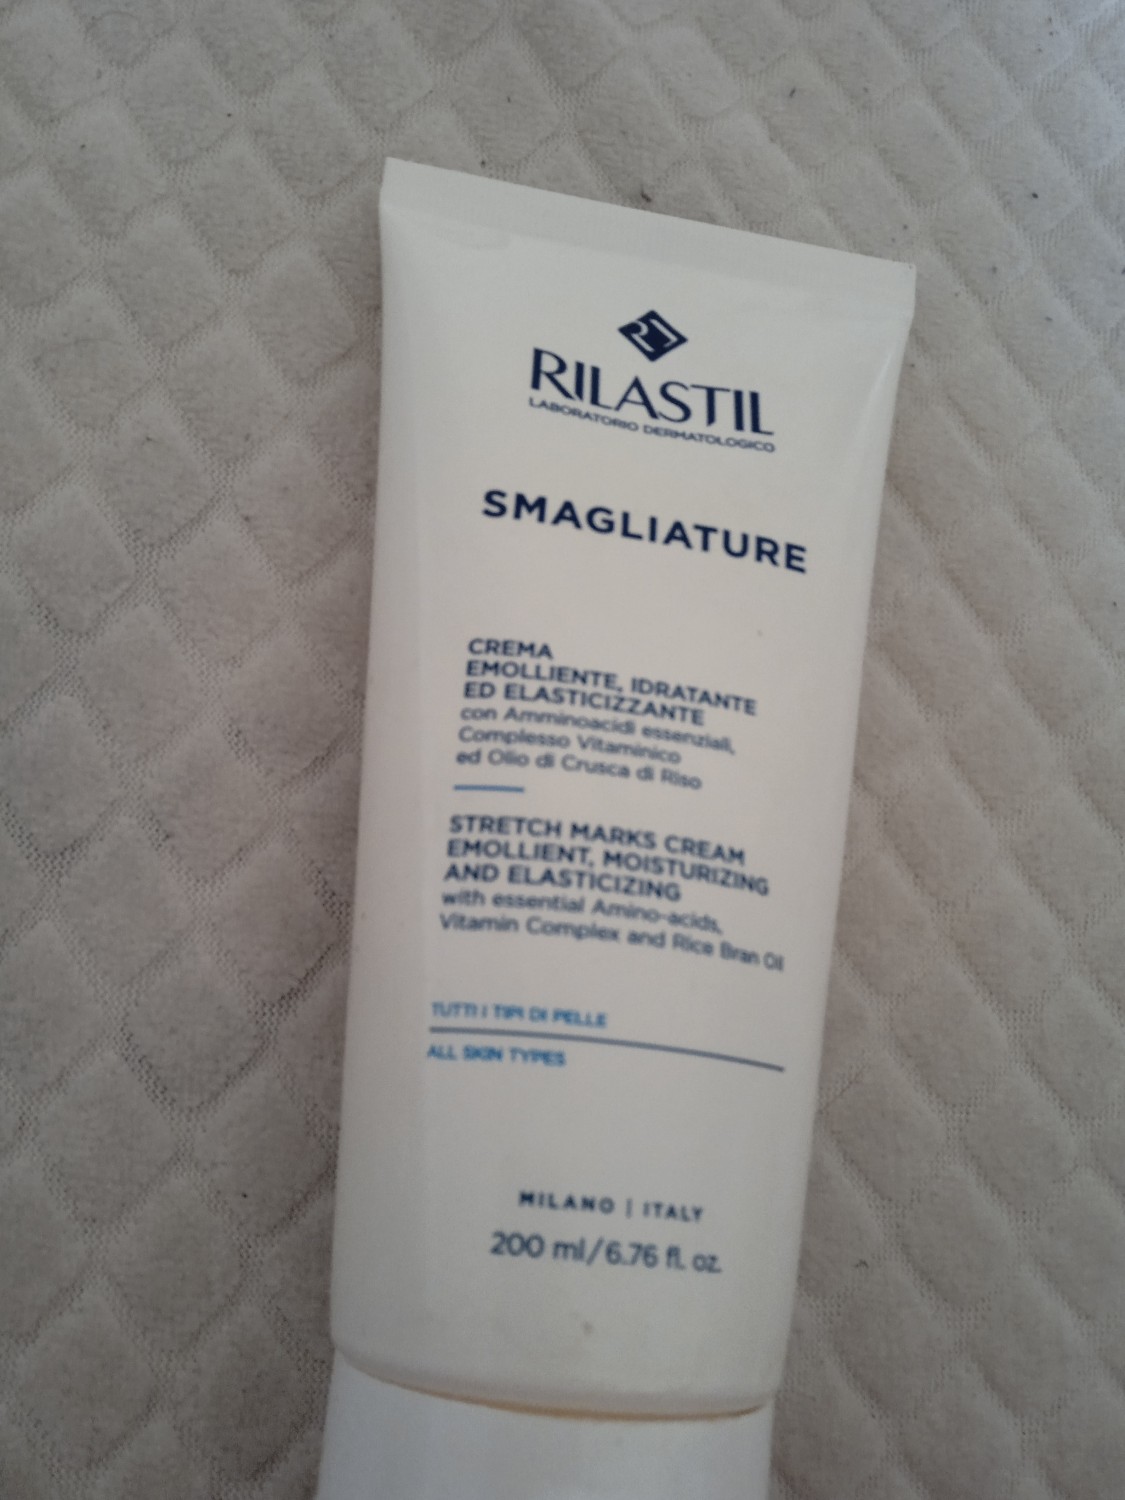 RILASTIL
LABORATORIO DERMATOLOGICO
SMAGLIATURE
CREMA
EMOLLIENTE, IDRATANTE
ED ELASTICIZZANTE
con Amminoacidi essenziali,
Complesso Vitaminico
ed Olio di Crusca di Riso
STRETCH MARKS CREAM
EMOLLIENT, MOISTURIZING
AND ELASTICIZING
with essential Amino-acids,
Vitamin Complex and Rice Bran Oil
TUTTI I TIPI DI PELLE
ALL SKIN TYPES
MILANO | ITALY
200 ml/6.76 fl. oz.